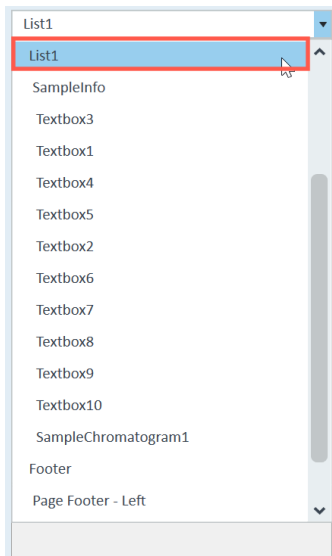 List1
List1
SampleInfo
Textbox3
Textbox1
Textbox4
Textbox5
Textbox2
Textbox6
Textbox7
Textbox8
Textbox9
Textbox10
SampleChromatogram1
Footer
Page Footer - Left